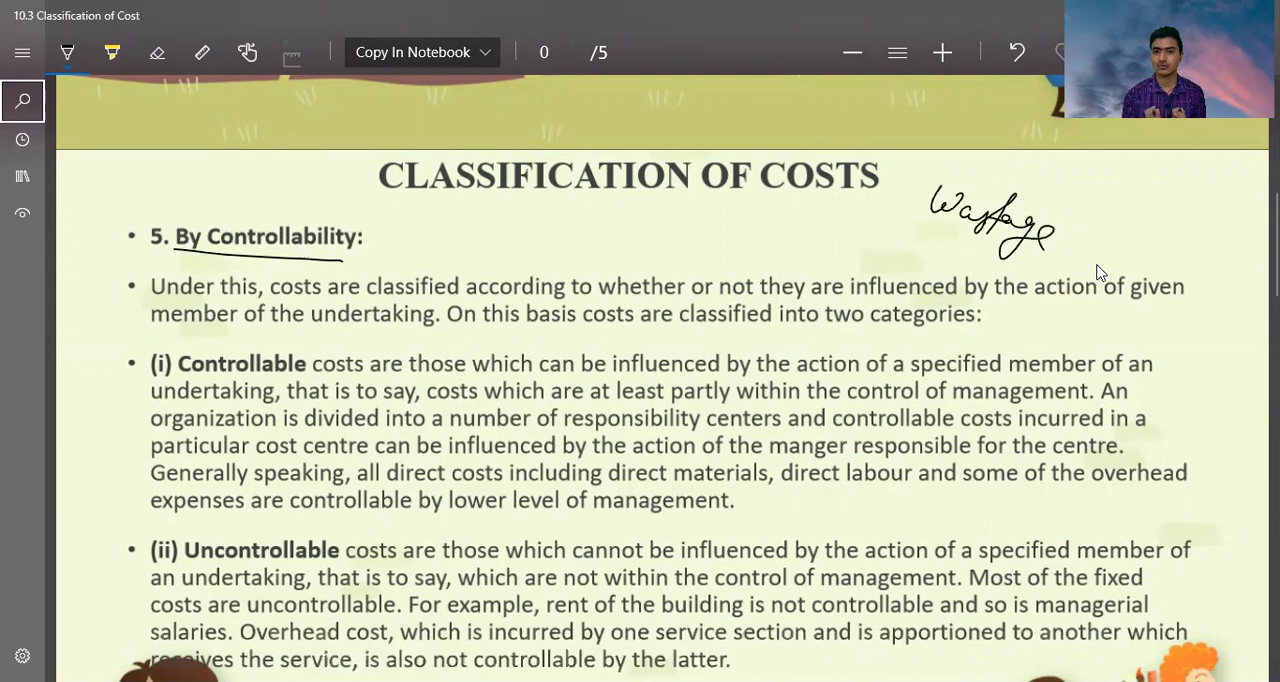 10.3 Classification of Cost
Copy In Notebook
0 /5
CLASSIFICATION OF COSTS
Wastage
• 5. By Controllability:
• Under this, costs are classified according to whether or not they are influenced by the action of given
member of the undertaking. On this basis costs are classified into two categories:
• (i) Controllable costs are those which can be influenced by the action of a specified member of an
undertaking, that is to say, costs which are at least partly within the control of management. An
organization is divided into a number of responsibility centers and controllable costs incurred in a
particular cost centre can be influenced by the action of the manger responsible for the centre.
Generally speaking, all direct costs including direct materials, direct labour and some of the overhead
expenses are controllable by lower level of management.
• (ii) Uncontrollable costs are those which cannot be influenced by the action of a specified member of
an undertaking, that is to say, which are not within the control of management. Most of the fixed
costs are uncontrollable. For example, rent of the building is not controllable and so is managerial
salaries. Overhead cost, which is incurred by one service section and is apportioned to another which
receives the service, is also not controllable by the latter.